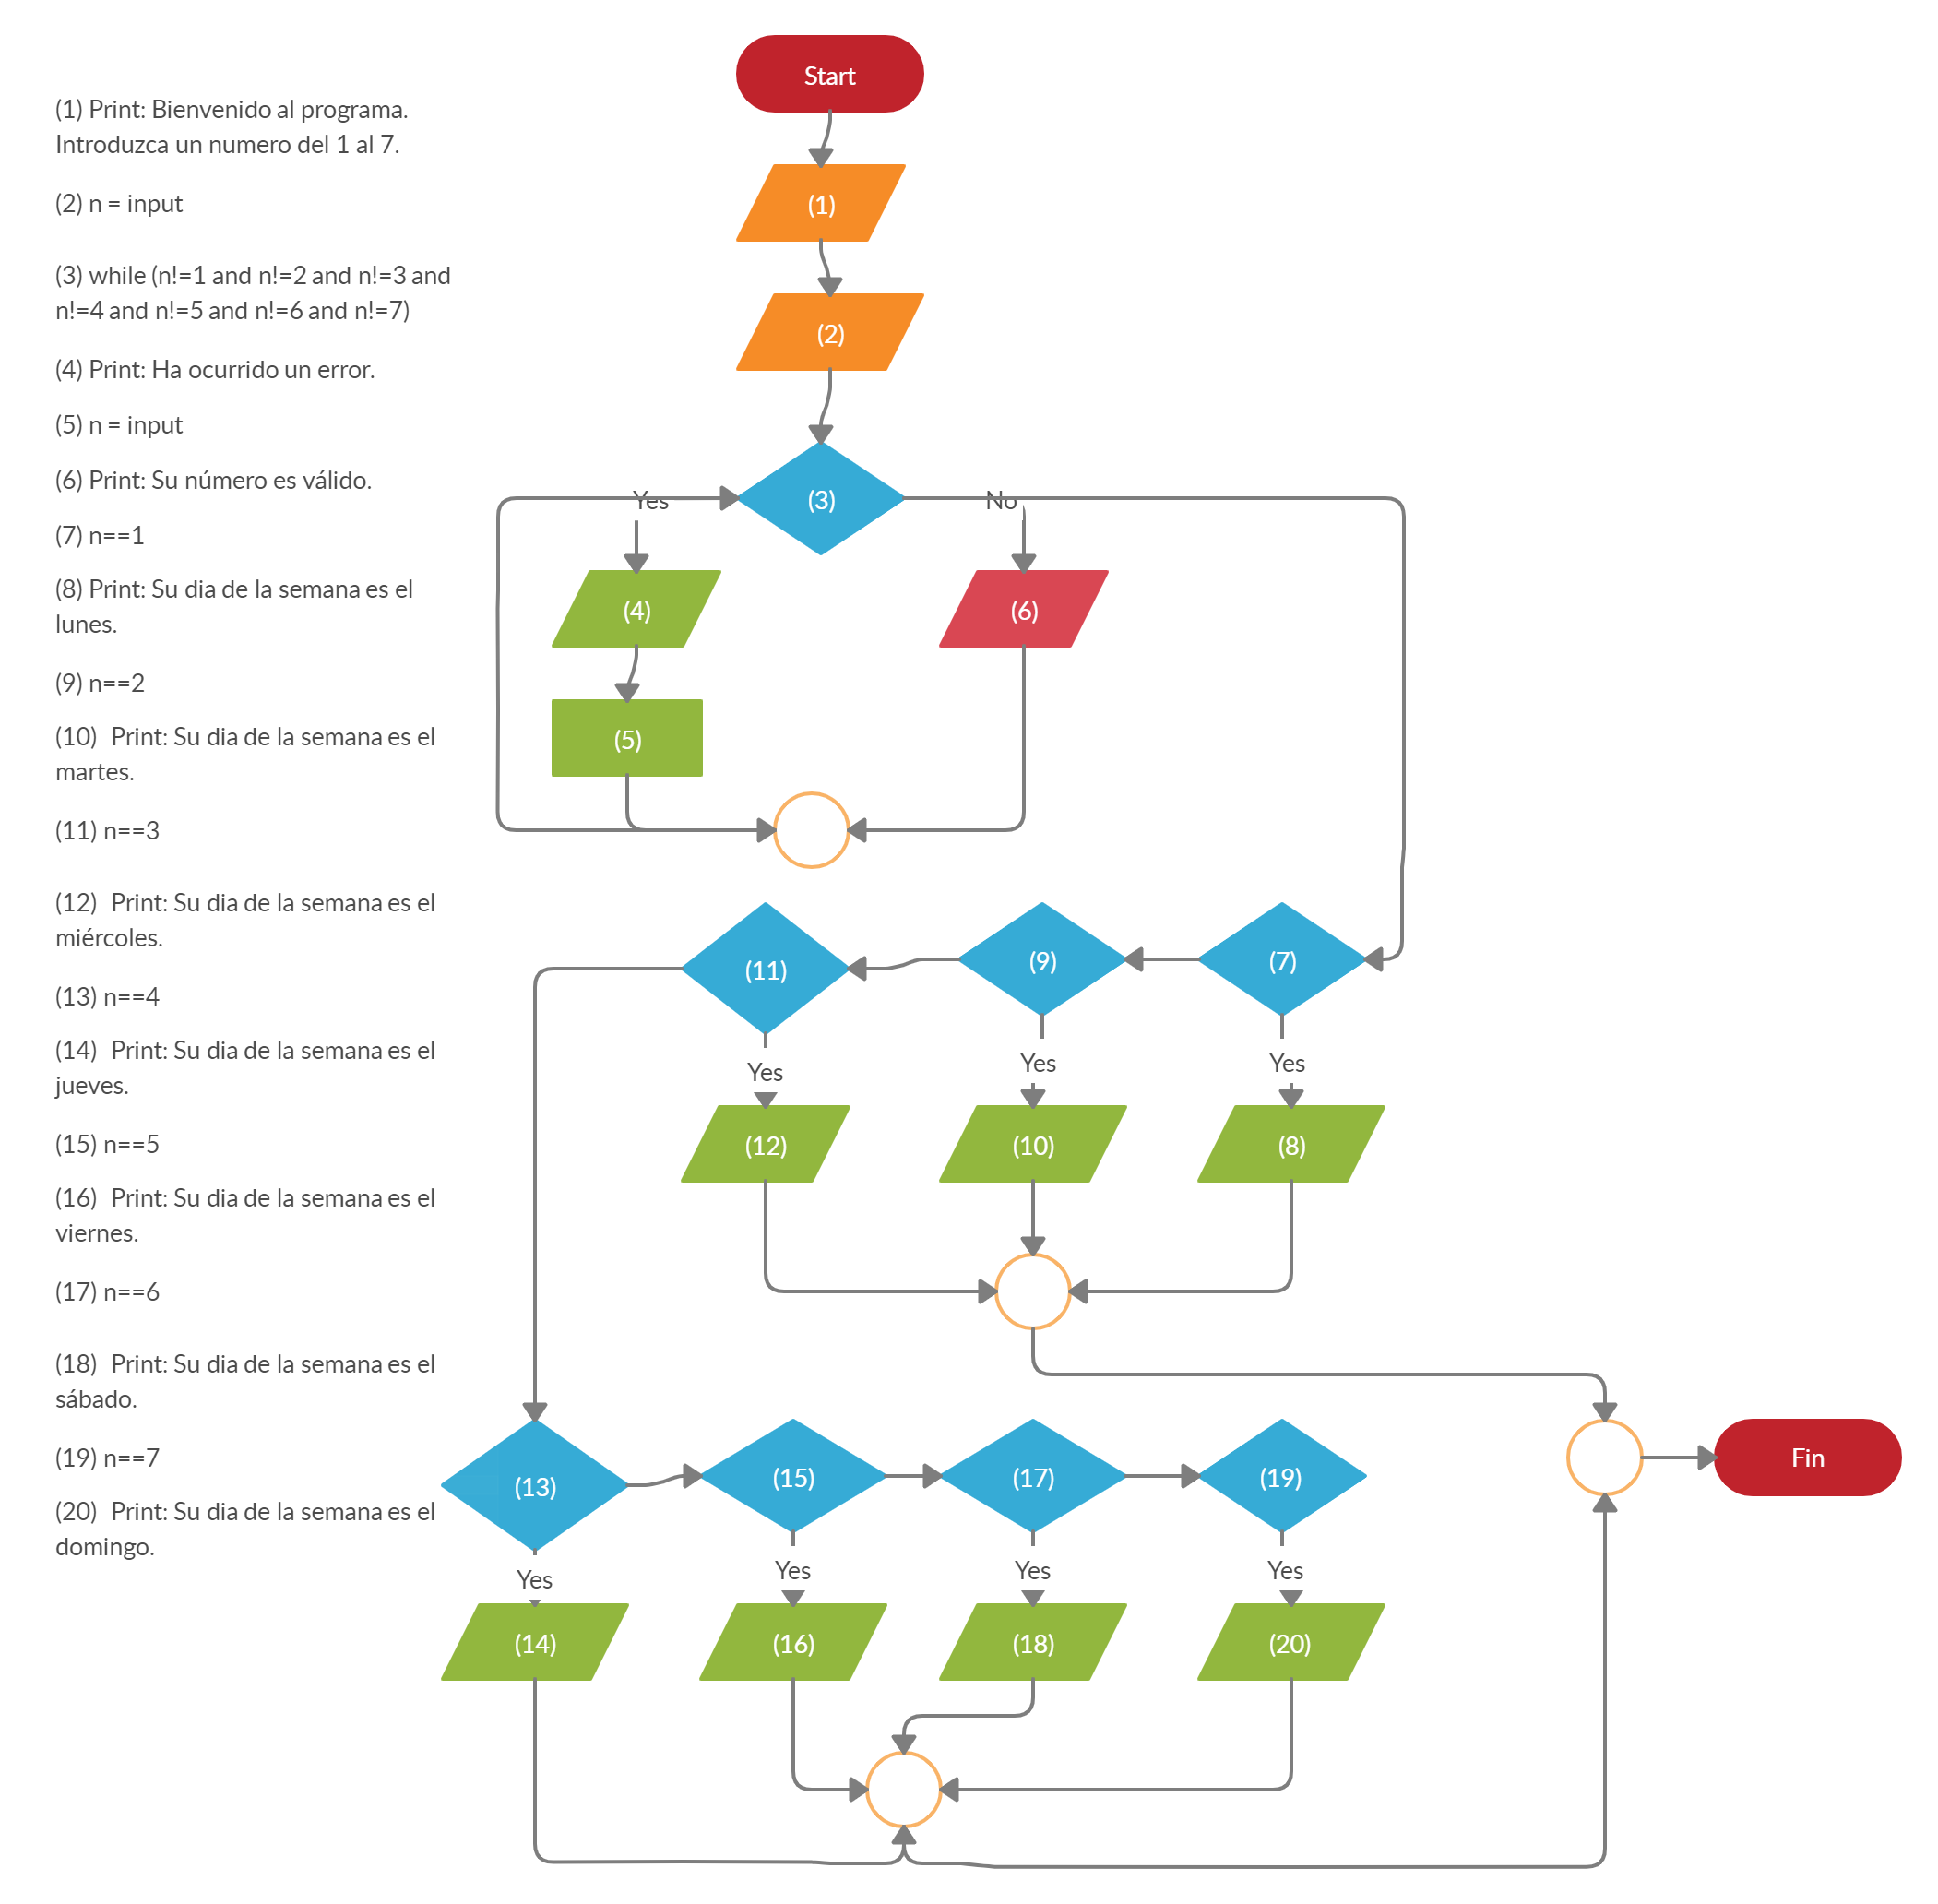 (1) Print: Bienvenido al programa.
Introduzca un numero del 1 al 7.
(2) n = input
(3) while (n!=1 and n!=2 and n!=3 and
n!=4 and n!=5 and n!=6 and n!=7)
(4) Print: Ha ocurrido un error.
(5) n = input
(6) Print: Su número es válido.
(7) n==1
(8) Print: Su dia de la semana es el
lunes.
(9) n==2
(10) Print: Su dia de la semana es el
martes.
(11) n==3
(12) Print: Su dia de la semana es el
miércoles.
(13) n==4
(14) Print: Su dia de la semana es el
jueves.
(15) n==5
(16) Print: Su dia de la semana es el
viernes.
(17) n==6
(18) Print: Su dia de la semana es el
sábado.
(19) n==7
(20) Print: Su dia de la semana es el
domingo.
Start
(1)
(2)
(3)
Yes
No
(4)
(6)
(5)
(11)
(9)
(7)
Yes
Yes
Yes
(12)
(10)
(8)
(13)
(15)
(17)
(19)
Fin
Yes
Yes
Yes
Yes
(14)
(16)
(18)
(20)